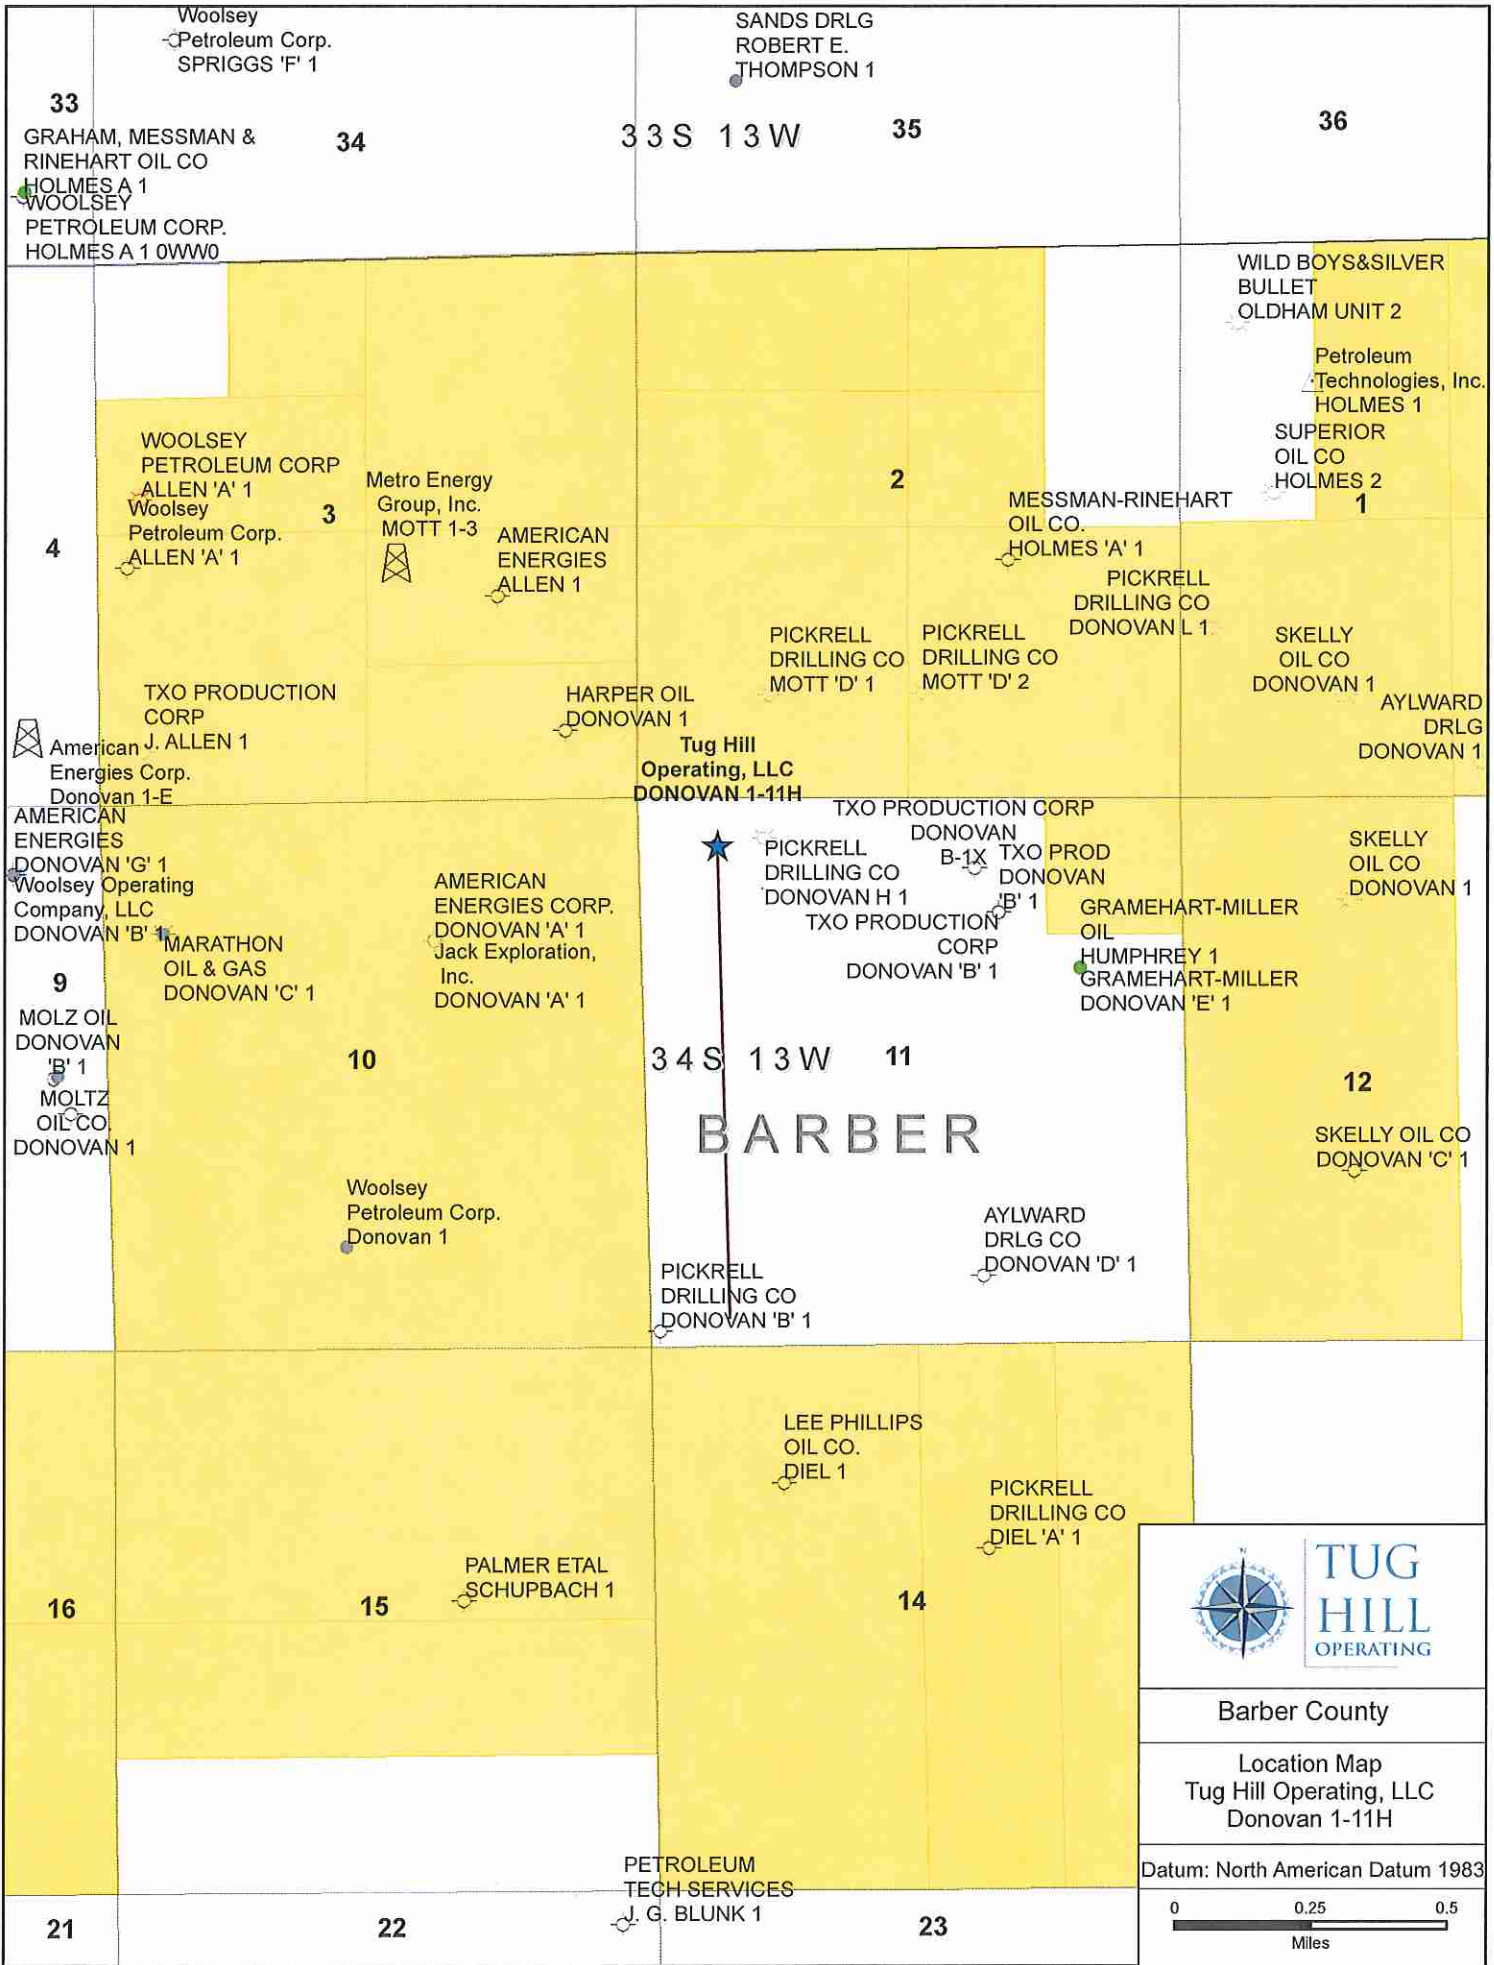 Woolsey
Petroleum Corp.
SPRIGGS 'F' 1
SANDS DRLG
ROBERT E.
THOMPSON 1
33
34
33S 13W
35
36
GRAHAM, MESSMAN &
RINEHART OIL CO
HOLMES A 1
WOOLSEY
PETROLEUM CORP.
HOLMES A 1 0WW0
WILD BOYS&SILVER
BULLET
OLDHAM UNIT 2
Petroleum
Technologies, Inc.
HOLMES 1
SUPERIOR
OIL CO
HOLMES 2
1
WOOLSEY
PETROLEUM CORP
ALLEN 'A' 1
Woolsey
Petroleum Corp.
ALLEN 'A' 1
3
4
Metro Energy
Group, Inc.
MOTT 1-3
AMERICAN
ENERGIES
ALLEN 1
2
MESSMAN-RINEHART
OIL CO.
HOLMES 'A' 1
PICKRELL
DRILLING CO
DONOVAN L 1
PICKRELL
DRILLING CO
MOTT 'D' 1
PICKRELL
DRILLING CO
MOTT 'D' 2
SKELLY
OIL CO
DONOVAN 1
AYLWARD
DRLG
DONOVAN 1
TXO PRODUCTION
CORP
J. ALLEN 1
HARPER OIL
DONOVAN 1
American
Energies Corp.
Donovan 1-E
Tug Hill
Operating, LLC
DONOVAN 1-11H
AMERICAN
ENERGIES
DONOVAN 'G' 1
Woolsey Operating
Company, LLC
DONOVAN 'B' 1
MARATHON
OIL & GAS
DONOVAN 'C' 1
AMERICAN
ENERGIES CORP.
DONOVAN 'A' 1
Jack Exploration,
Inc.
DONOVAN 'A' 1
PICKRELL
DRILLING CO
DONOVAN H 1
TXO PRODUCTION CORP
DONOVAN
B-1X
TXO PROD
DONOVAN
'B' 1
TXO PRODUCTION
CORP
DONOVAN 'B' 1
GRAMEHART-MILLER
OIL
HUMPHREY 1
GRAMEHART-MILLER
DONOVAN 'E' 1
SKELLY
OIL CO
DONOVAN 1
9
MOLZ OIL
DONOVAN
'B' 1
MOLTZ
OIL CO.
DONOVAN 1
10
34S 13W
11
12
BARBER
SKELLY OIL CO
DONOVAN 'C' 1
Woolsey
Petroleum Corp.
Donovan 1
AYLWARD
DRLG CO
DONOVAN 'D' 1
PICKRELL
DRILLING CO
DONOVAN 'B' 1
LEE PHILLIPS
OIL CO.
DIEL 1
PICKRELL
DRILLING CO
DIEL 'A' 1
PALMER ETAL
SCHUPBACH 1
16
15
14
PETROLEUM
TECH SERVICES
J. G. BLUNK 1
21
22
23
N
TUG
HILL
OPERATING
Barber County
Location Map
Tug Hill Operating, LLC
Donovan 1-11H
Datum: North American Datum 1983
0 0.25 0.5
Miles